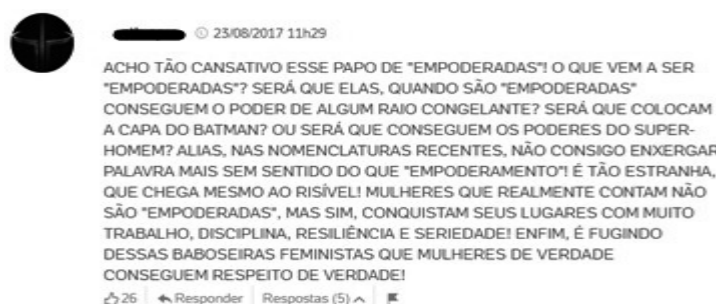 23/08/2017 11h29
ACHO TÃO CANSATIVO ESSE PAPO DE "EMPODERADAS"! O QUE VEM A SER
"EMPODERADAS"? SERÁ QUE ELAS, QUANDO SÃO "EMPODERADAS"
CONSEGUEM O PODER DE ALGUM RAIO CONGELANTE? SERÁ QUE COLOCAM
A CAPA DO BATMAN? OU SERÁ QUE CONSEGUEM OS PODERES DO SUPER-
HOMEM? ALIAS, NAS NOMENCLATURAS RECENTES, NÃO CONSIGO ENXERGAR
PALAVRA MAIS SEM SENTIDO DO QUE "EMPODERAMENTO"! É TÃO ESTRANHA,
QUE CHEGA MESMO AO RISÍVEL! MULHERES QUE REALMENTE CONTAM NÃO
SÃO "EMPODERADAS", MAS SIM, CONQUISTAM SEUS LUGARES COM MUITO
TRABALHO, DISCIPLINA, RESILIÊNCIA E SERIEDADE! ENFIM, É FUGINDO
DESSAS BABOSEIRAS FEMINISTAS QUE MULHERES DE VERDADE
CONSEGUEM RESPEITO DE VERDADE!
26 Responder Respostas (5)